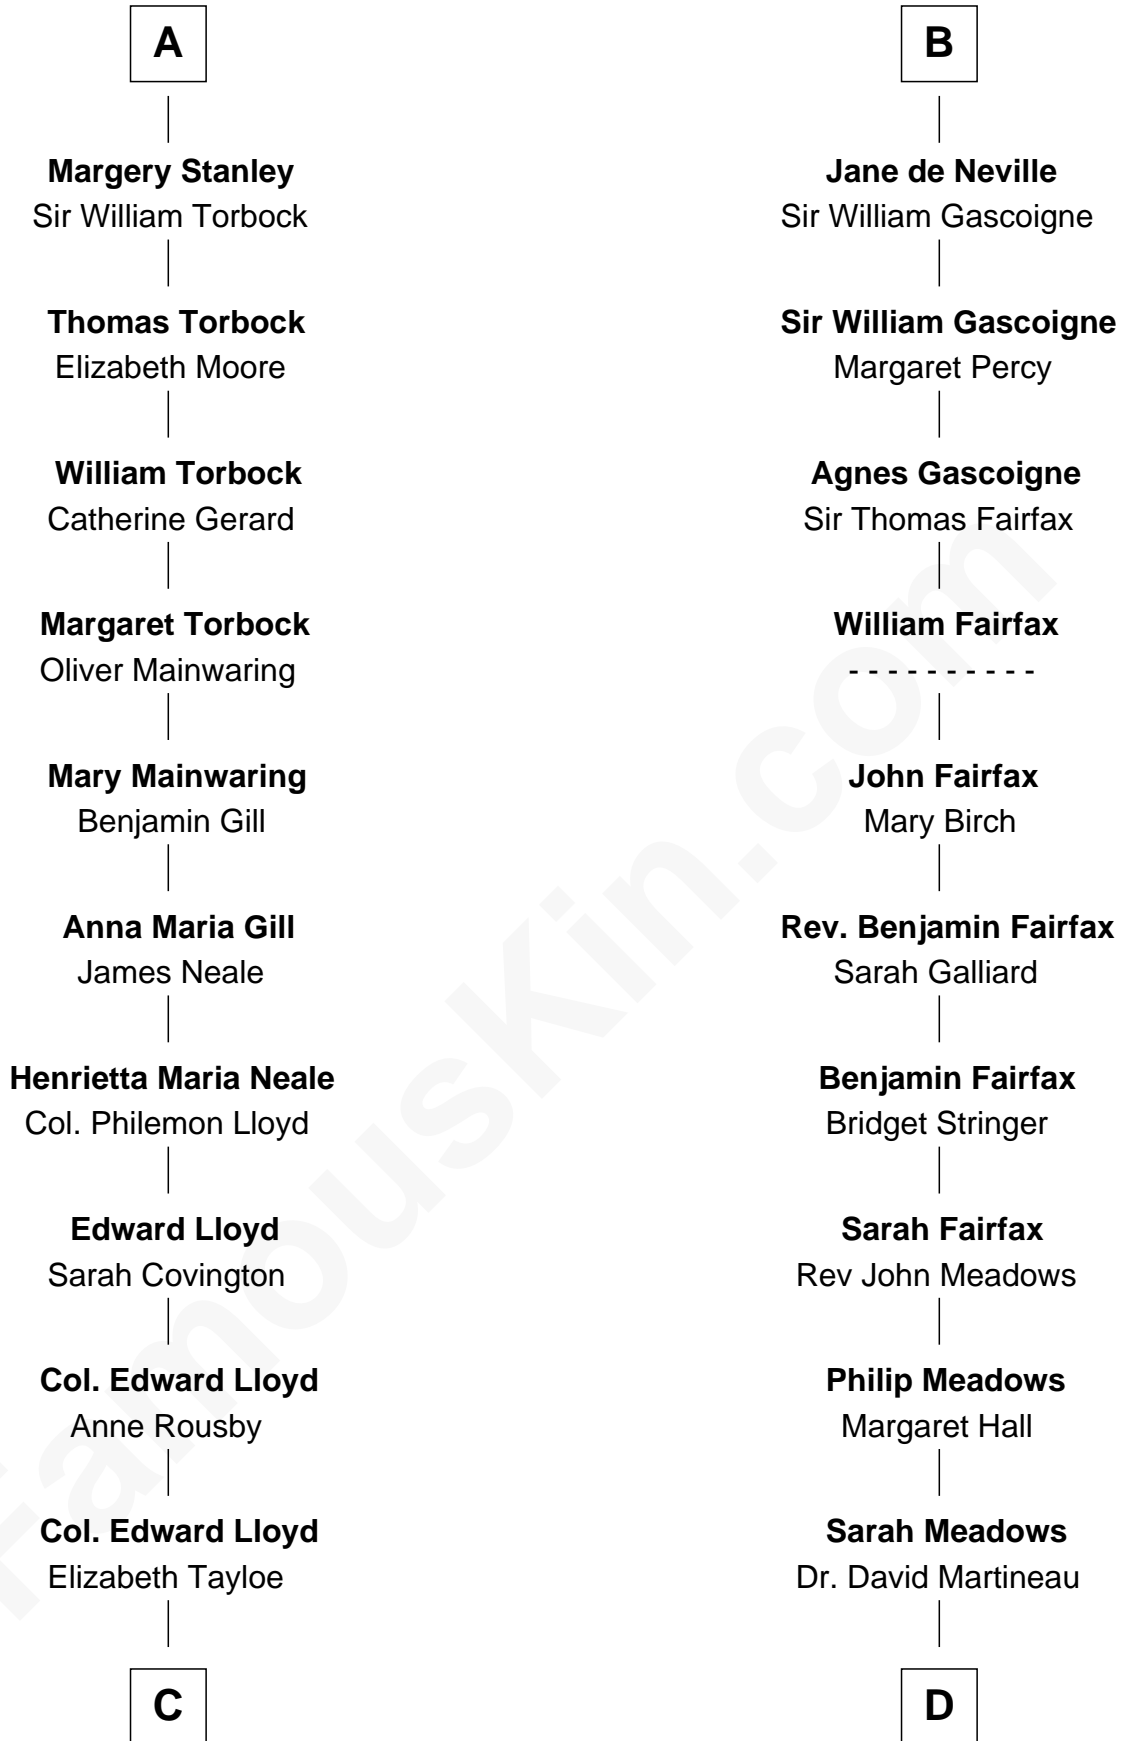 A
Margery Stanley
Sir William Torbock
Thomas Torbock
Elizabeth Moore
William Torbock
Catherine Gerard
Margaret Torbock
Oliver Mainwaring
Mary Mainwaring
Benjamin Gill
Anna Maria Gill
James Neale
Henrietta Maria Neale
Col. Philemon Lloyd
Edward Lloyd
Sarah Covington
Col. Edward Lloyd
Anne Rousby
Col. Edward Lloyd
Elizabeth Tayloe
C
B
Jane de Neville
Sir William Gascoigne
Sir William Gascoigne
Margaret Percy
Agnes Gascoigne
Sir Thomas Fairfax
William Fairfax
- - - - - - - - - -
John Fairfax
Mary Birch
Rev. Benjamin Fairfax
Sarah Galliard
Benjamin Fairfax
Bridget Stringer
Sarah Fairfax
Rev John Meadows
Philip Meadows
Margaret Hall
Sarah Meadows
Dr. David Martineau
D
FamousKin.com